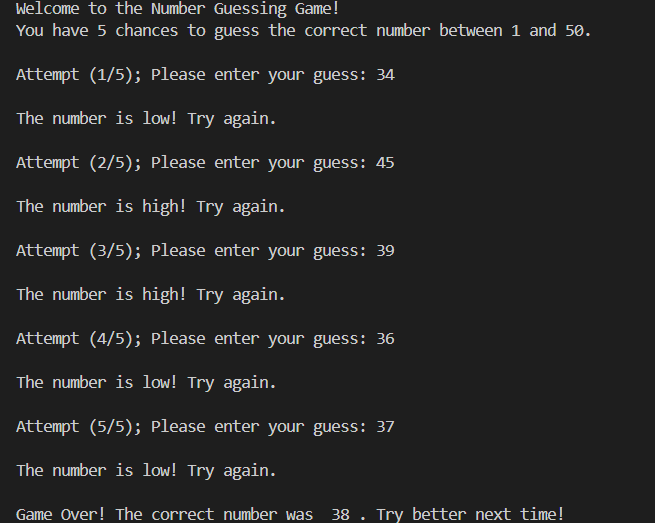 Welcome to the Number Guessing Game!
You have 5 chances to guess the correct number between 1 and 50.
Attempt (1/5); Please enter your guess: 34
The number is low! Try again.
Attempt (2/5); Please enter your guess: 45
The number is high! Try again.
Attempt (3/5); Please enter your guess: 39
The number is high! Try again.
Attempt (4/5); Please enter your guess: 36
The number is low! Try again.
Attempt (5/5); Please enter your guess: 37
The number is low! Try again.
Game Over! The correct number was  38 . Try better next time!